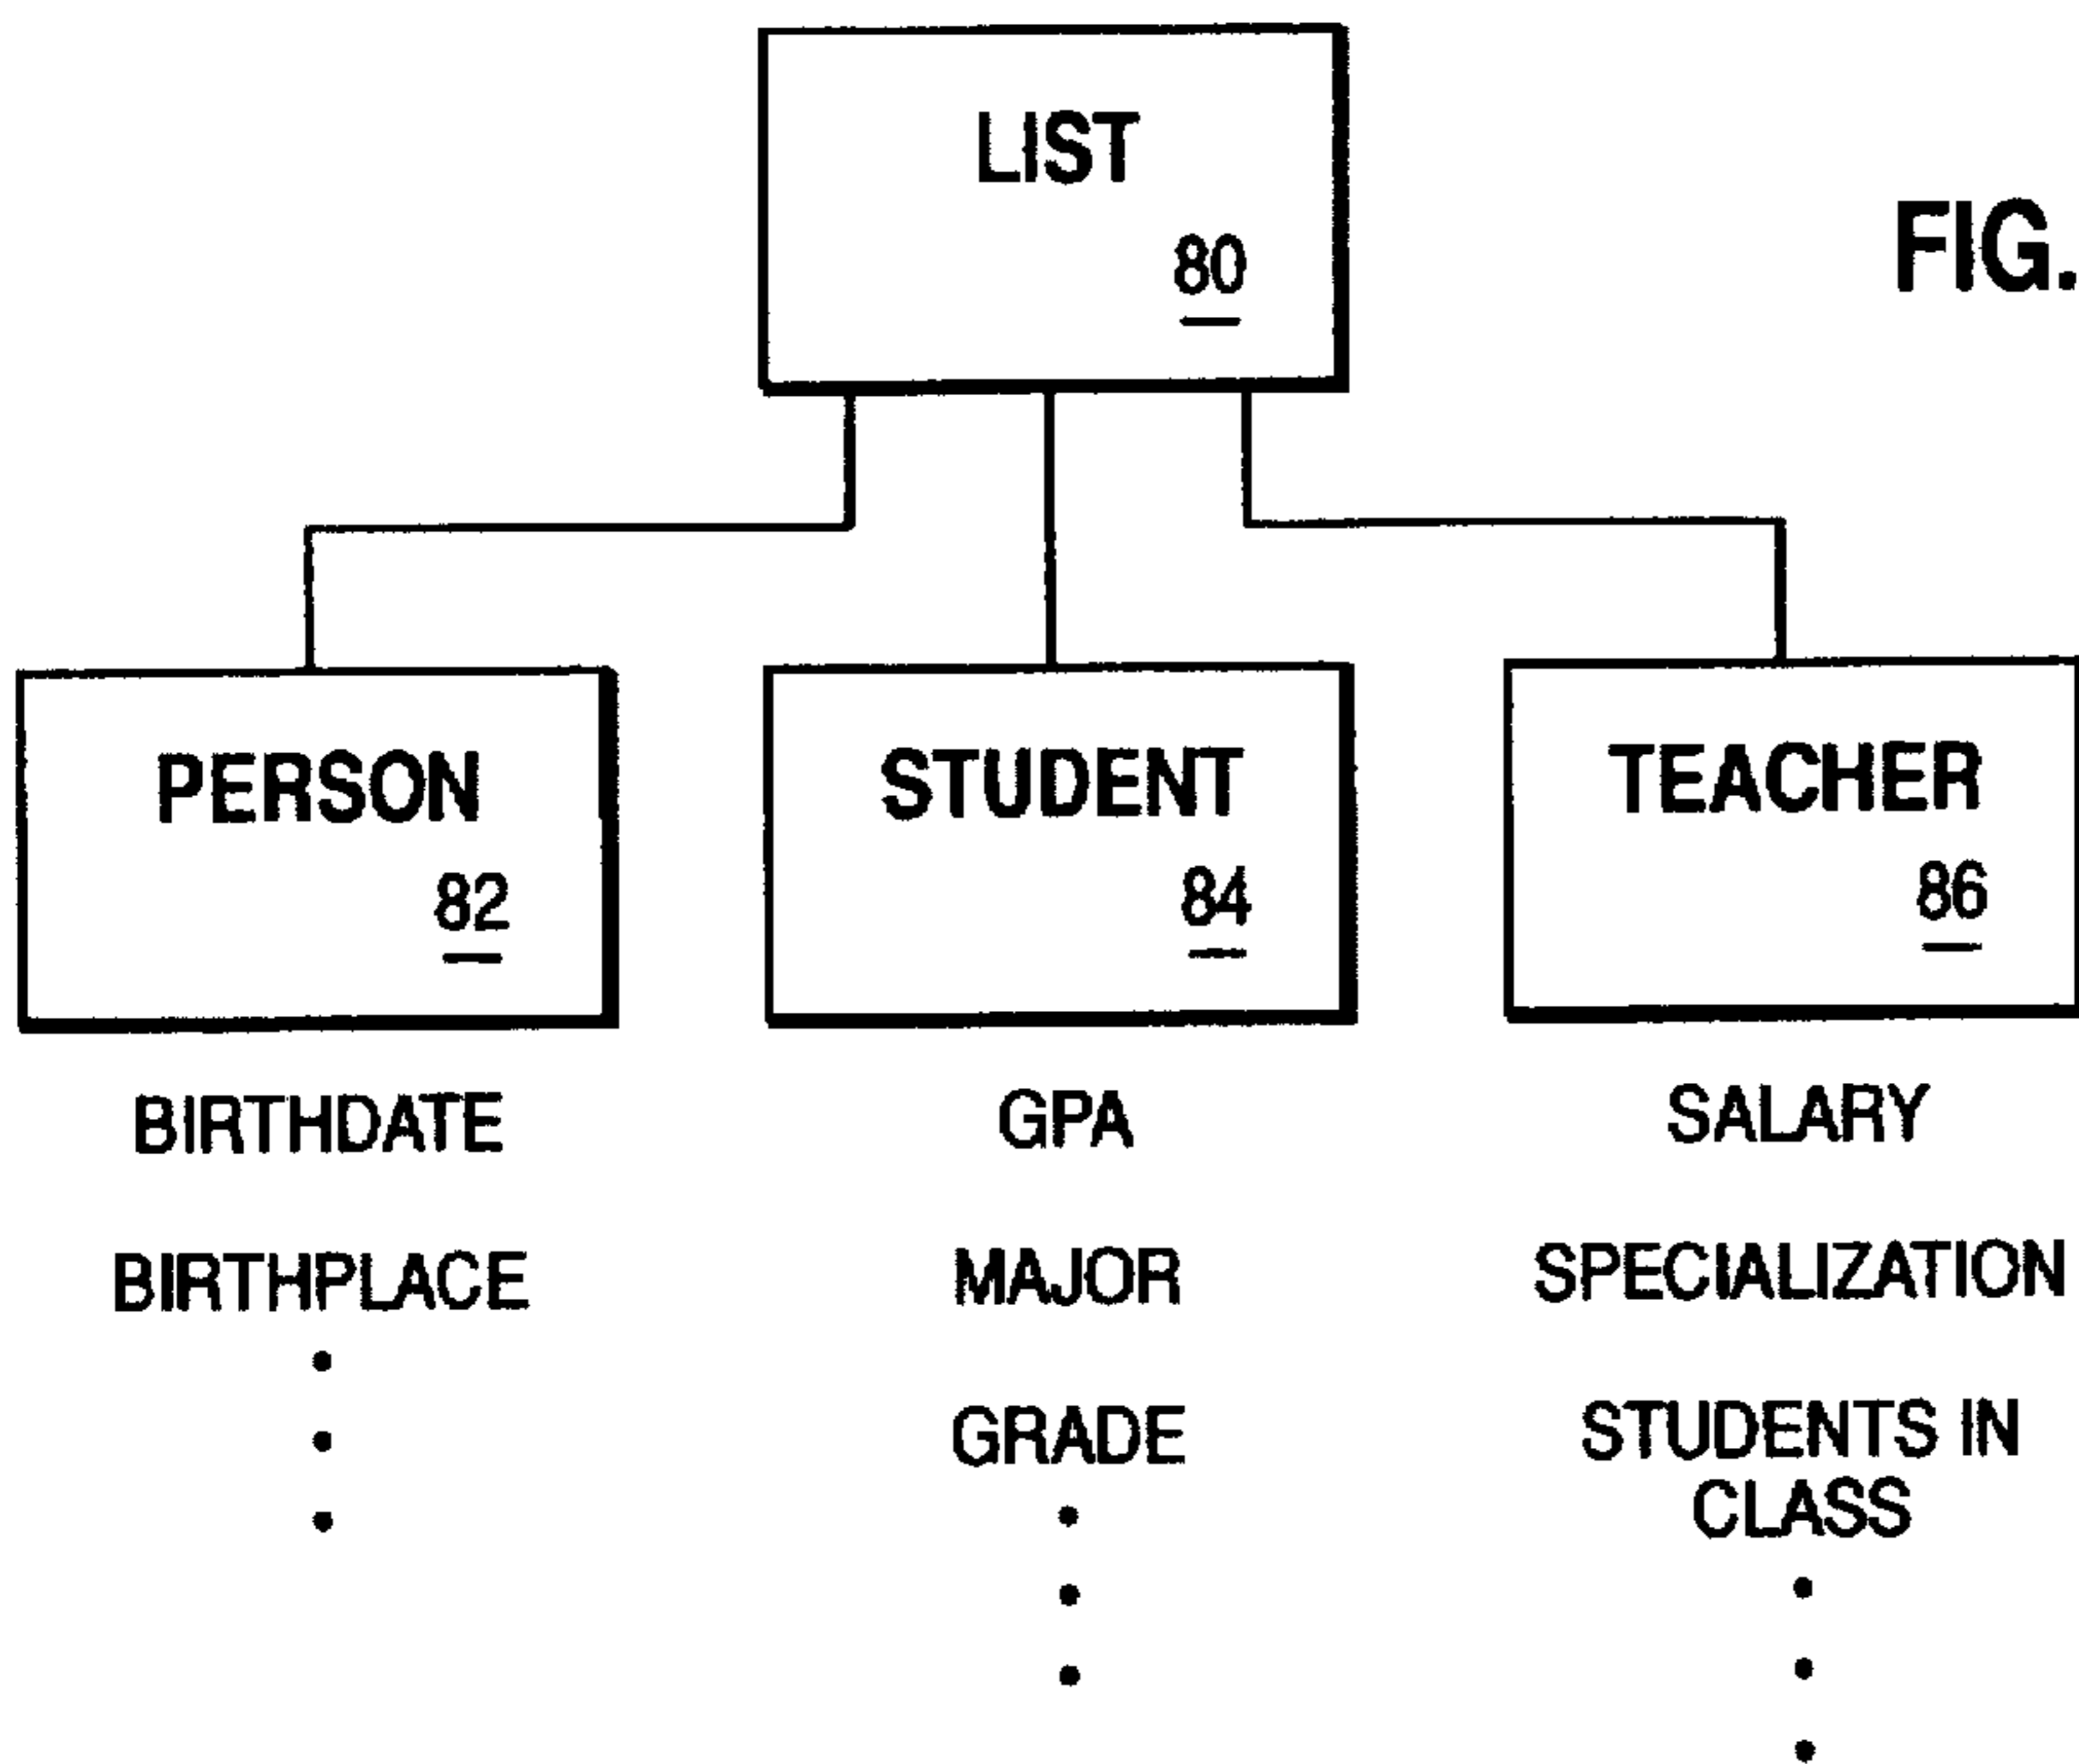 LIST
80
FIG.
PERSON
82
STUDENT
84
TEACHER
86
BIRTHDATE
BIRTHPLACE
GPA
MAJOR
GRADE
SALARY
SPECIALIZATION
STUDENTS IN
CLASS